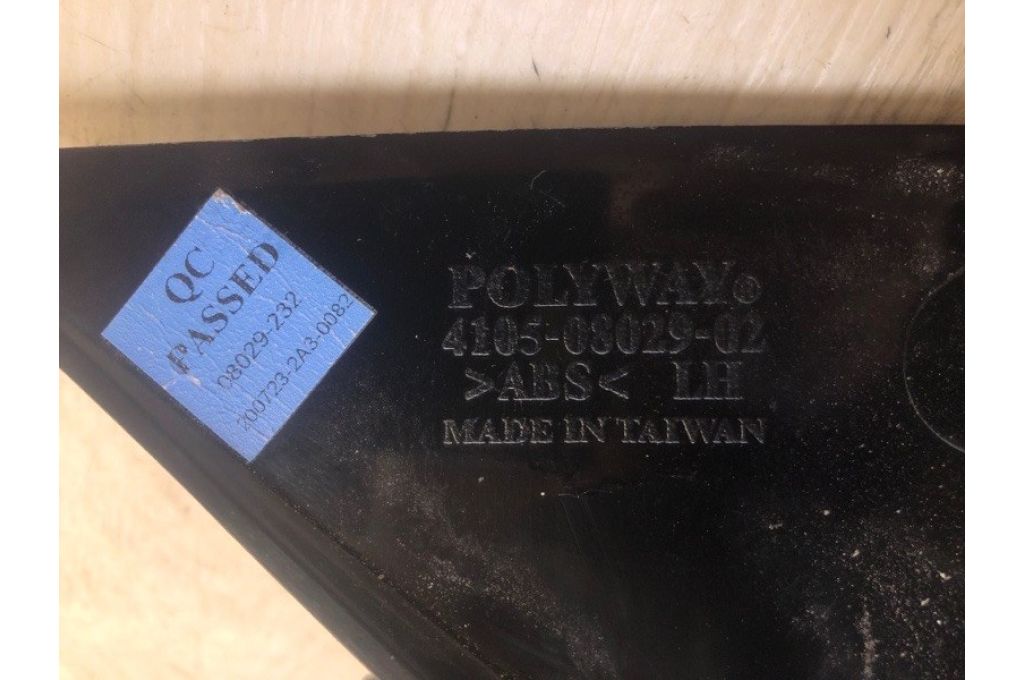 QC
PASSED
08029-232
200723-2A3-0082
POLYWAY®
4105-08029-02
>ABS< LH
MADE IN TAIWAN